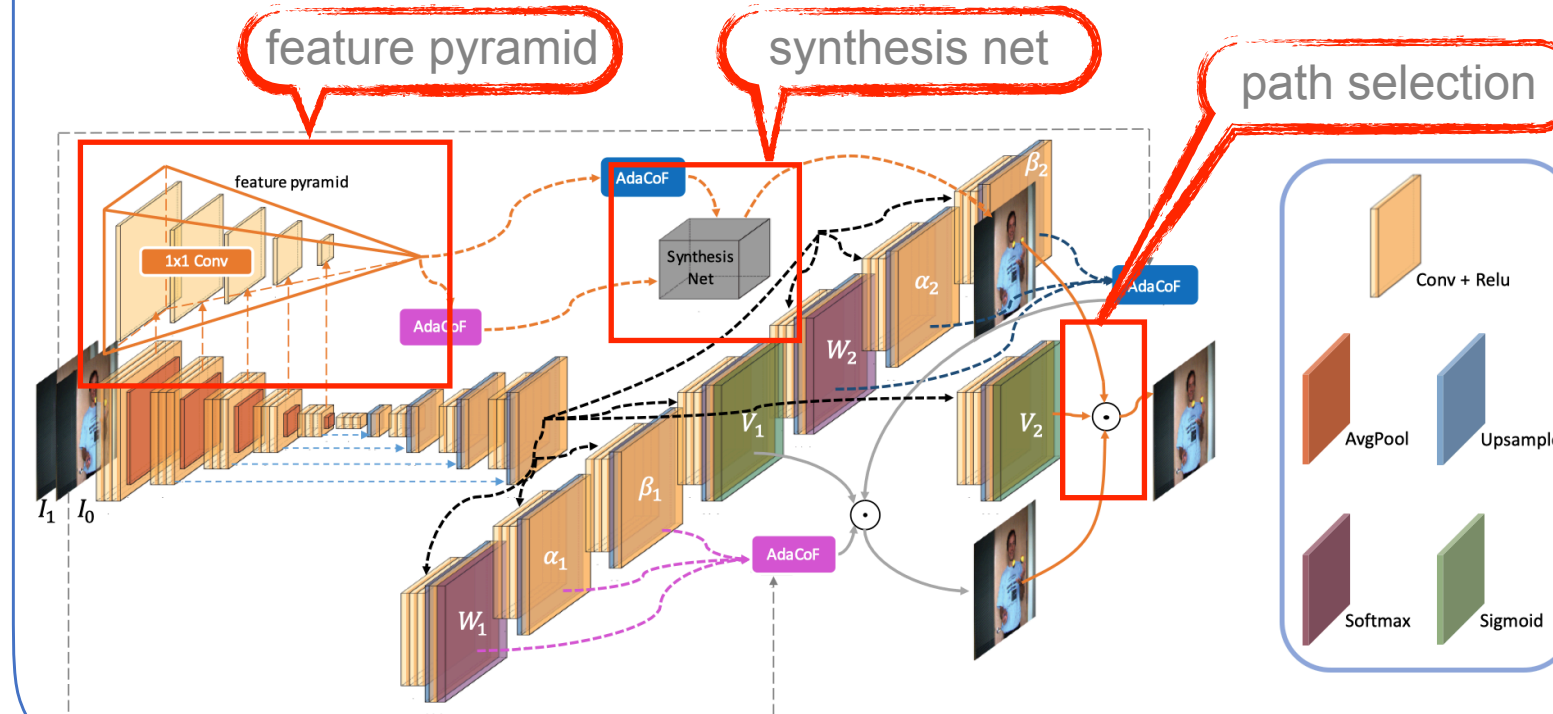 feature pyramid
synthesis net
path selection
feature pyramid
1x1 Conv
AdaCoF
AdaCoF
Synthesis
Net
β₂
α₂
W₂
V₁
β₁
α₁
W₁
V₂
AdaCoF
AdaCoF
I₁ I₀
Conv + Relu
AvgPool
Upsample
Softmax
Sigmoid